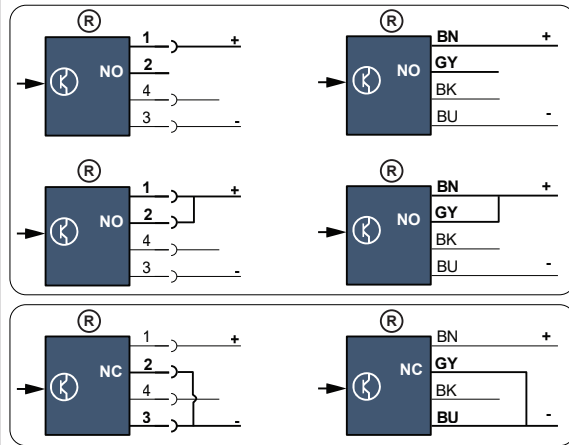 R R
1 + BN +
NO 2 NO GY
4 BK
3 - BU -
R R
1 + BN +
NO 2 NO GY
4 BK
3 - BU -
R R
1 + BN +
NC 2 NC GY
4 BK
3 - BU -